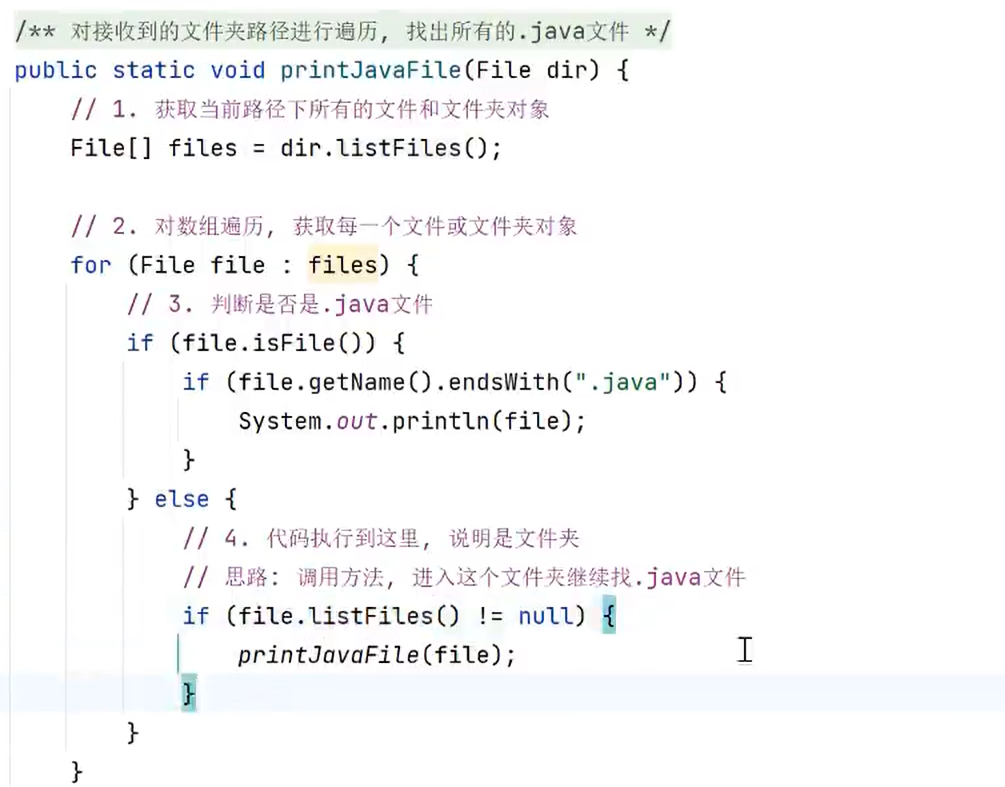 /** 对接收到的文件夹路径进行遍历, 找出所有的.java文件 */
public static void printJavaFile(File dir) {
// 1. 获取当前路径下所有的文件和文件夹对象
File[] files = dir.listFiles();
// 2. 对数组遍历, 获取每一个文件或文件夹对象
for (File file : files) {
// 3. 判断是否是.java文件
if (file.isFile()) {
if (file.getName().endsWith(".java")) {
System.out.println(file);
}
} else {
// 4. 代码执行到这里, 说明是文件夹
// 思路: 调用方法, 进入这个文件夹继续找.java文件
if (file.listFiles() != null) {
printJavaFile(file);
}
}
}